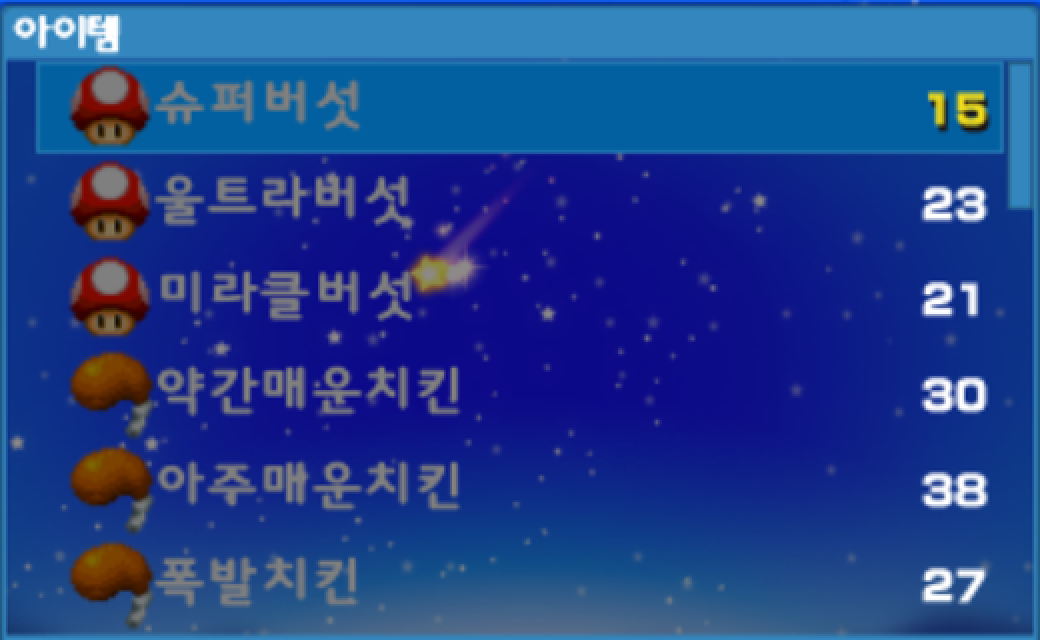 아이템
슈퍼버섯 15
울트라버섯 23
미라클버섯 21
약간매운치킨 30
아주매운치킨 38
폭발치킨 27